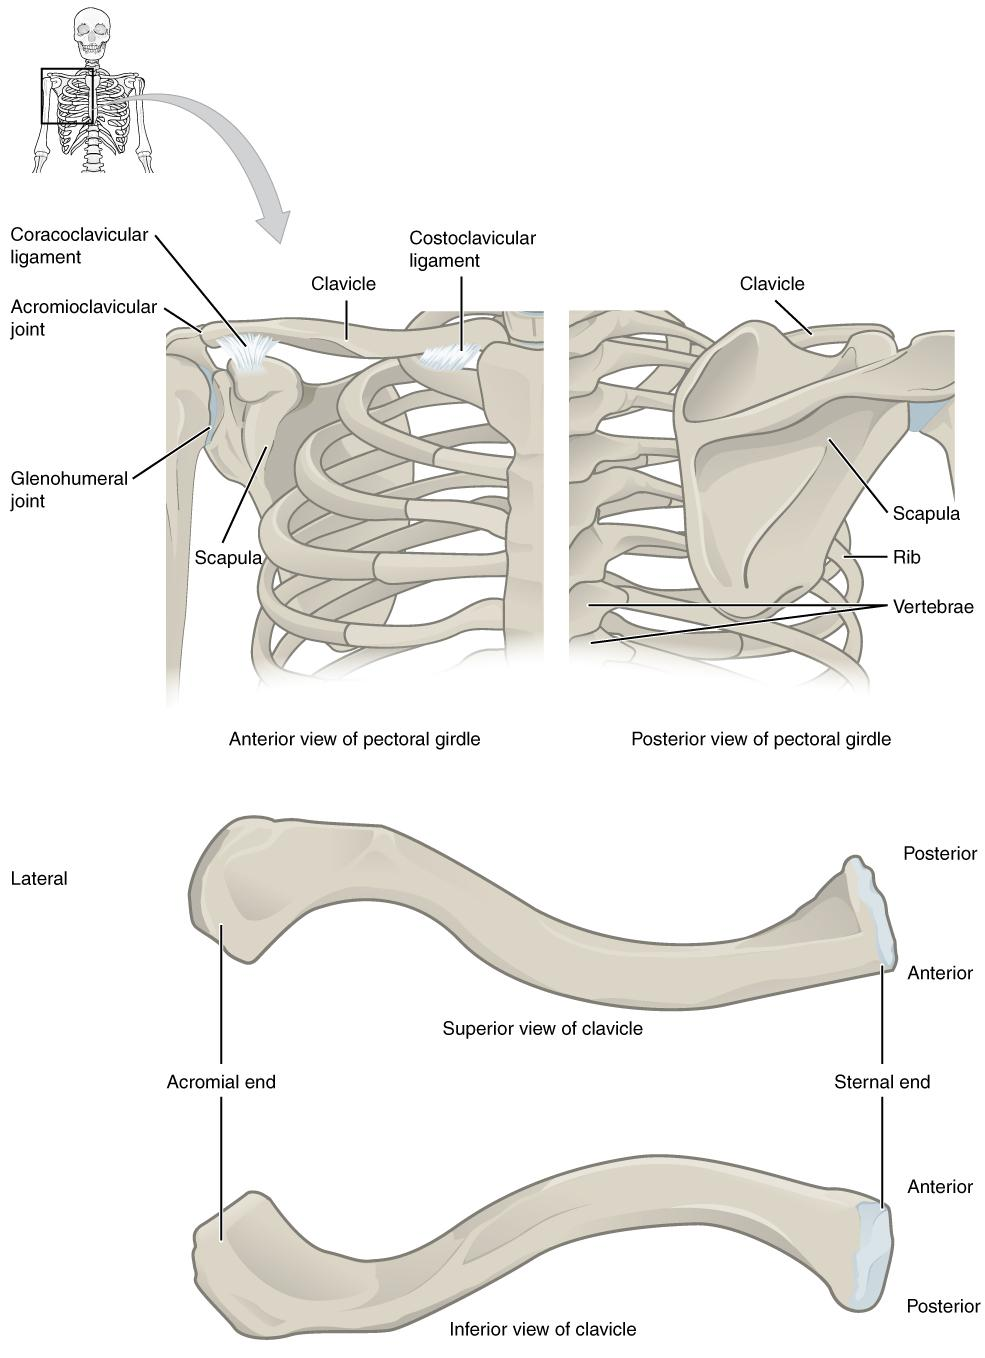 Coracoclavicular
ligament
Costoclavicular
ligament
Clavicle
Clavicle
Acromioclavicular
joint
Glenohumeral
joint
Scapula
Scapula
Rib
Vertebrae
Anterior view of pectoral girdle
Posterior view of pectoral girdle
Lateral
Posterior
Anterior
Superior view of clavicle
Acromial end
Sternal end
Anterior
Posterior
Inferior view of clavicle